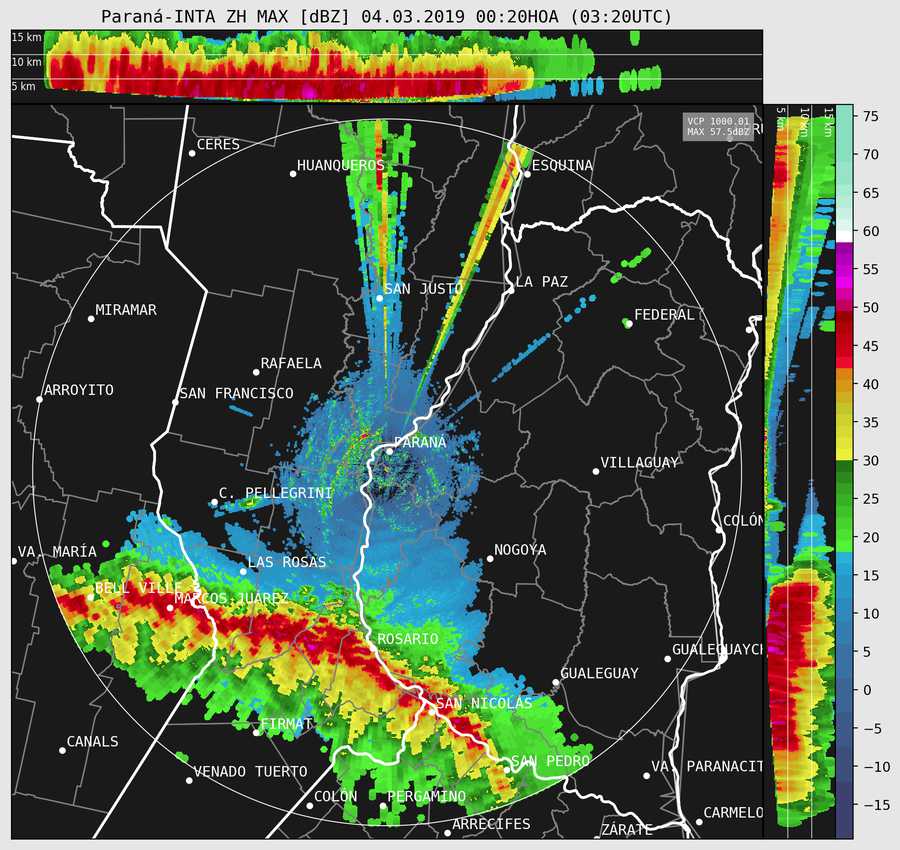 Paraná-INTA ZH MAX [dBZ] 04.03.2019 00:20HOA (03:20UTC)
15 km
10 km
5 km
VCP 1000.01
MAX 57.5dBZ
5 km
10 km
15 km
CERES
HUANQUEROS
ESQUINA
SAN JUSTO
LA PAZ
MIRAMAR
FEDERAL
RAFAELA
ARROYITO
SAN FRANCISCO
PARANÁ
VILLAGUAY
C. PELLEGRINI
COLÓN
VA. MARÍA
LAS ROSAS
NOGOYA
BELL VILLE
MARCOS JUÁREZ
ROSARIO
GUALEGUAYCH
GUALEGUAY
SAN NICOLÁS
FIRMAT
CANALS
SAN PEDRO
VENADO TUERTO
VA. PARANACIT
COLÓN
PERGAMINO
CARMELO
ARRECIFES
ZÁRATE
75
70
65
60
55
50
45
40
35
30
25
20
15
10
5
0
−5
−10
−15